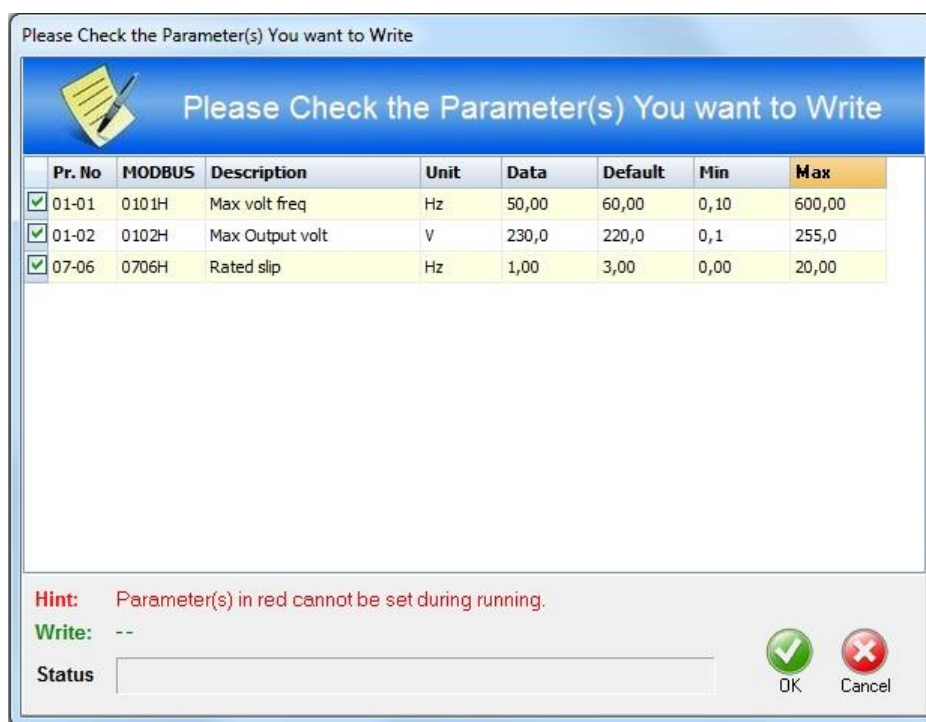 Please Check the Parameter(s) You want to Write
Please Check the Parameter(s) You want to Write
Pr. No MODBUS Description Unit Data Default Min Max
01-01 0101H Max volt freq Hz 50,00 60,00 0,10 600,00
01-02 0102H Max Output volt V 230,0 220,0 0,1 255,0
07-06 0706H Rated slip Hz 1,00 3,00 0,00 20,00
Hint: Parameter(s) in red cannot be set during running.
Write: --
Status
OK Cancel